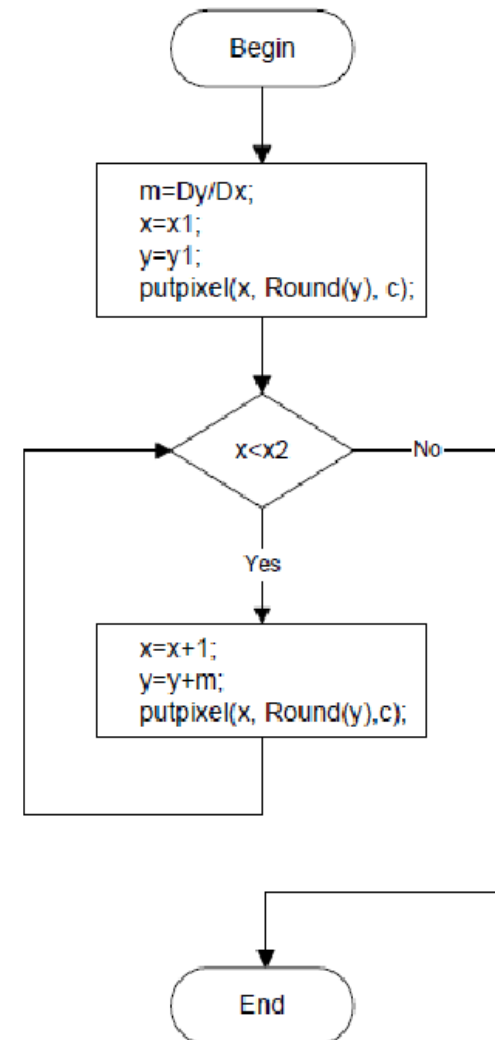 Begin
m=Dy/Dx;
x=x1;
y=y1;
putpixel(x, Round(y), c);
x<x2
No
Yes
x=x+1;
y=y+m;
putpixel(x, Round(y),c);
End